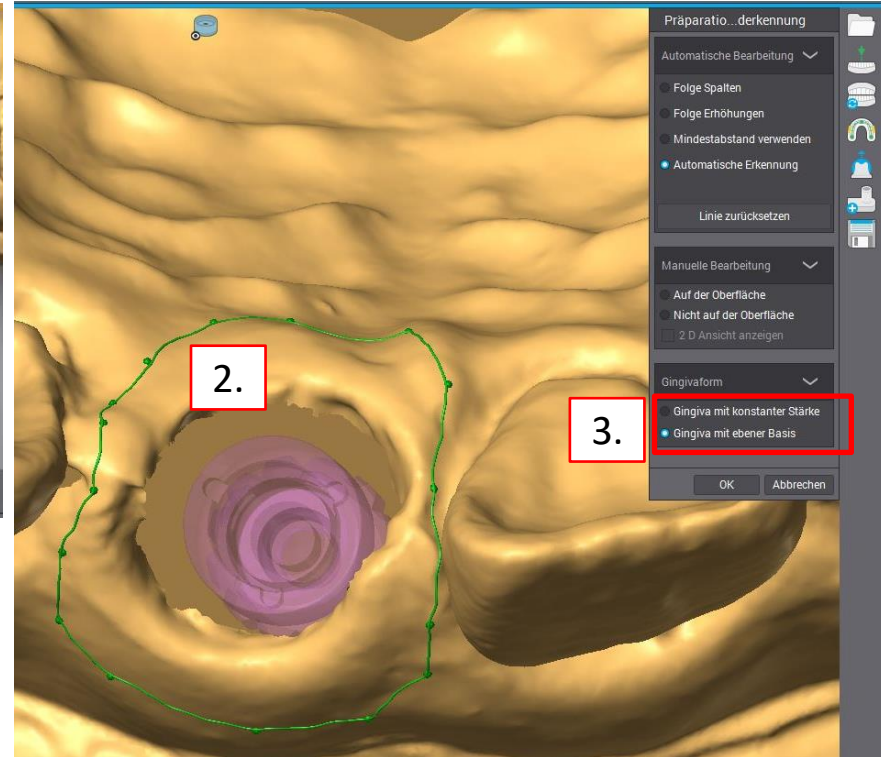 Präparatio...derkennung
Automatische Bearbeitung
Folge Spalten
Folge Erhöhungen
Mindestabstand verwenden
Automatische Erkennung
Linie zurücksetzen
Manuelle Bearbeitung
Auf der Oberfläche
Nicht auf der Oberfläche
2 D Ansicht anzeigen
2.
Gingivaform
3.
Gingiva mit konstanter Stärke
Gingiva mit ebener Basis
OK Abbrechen